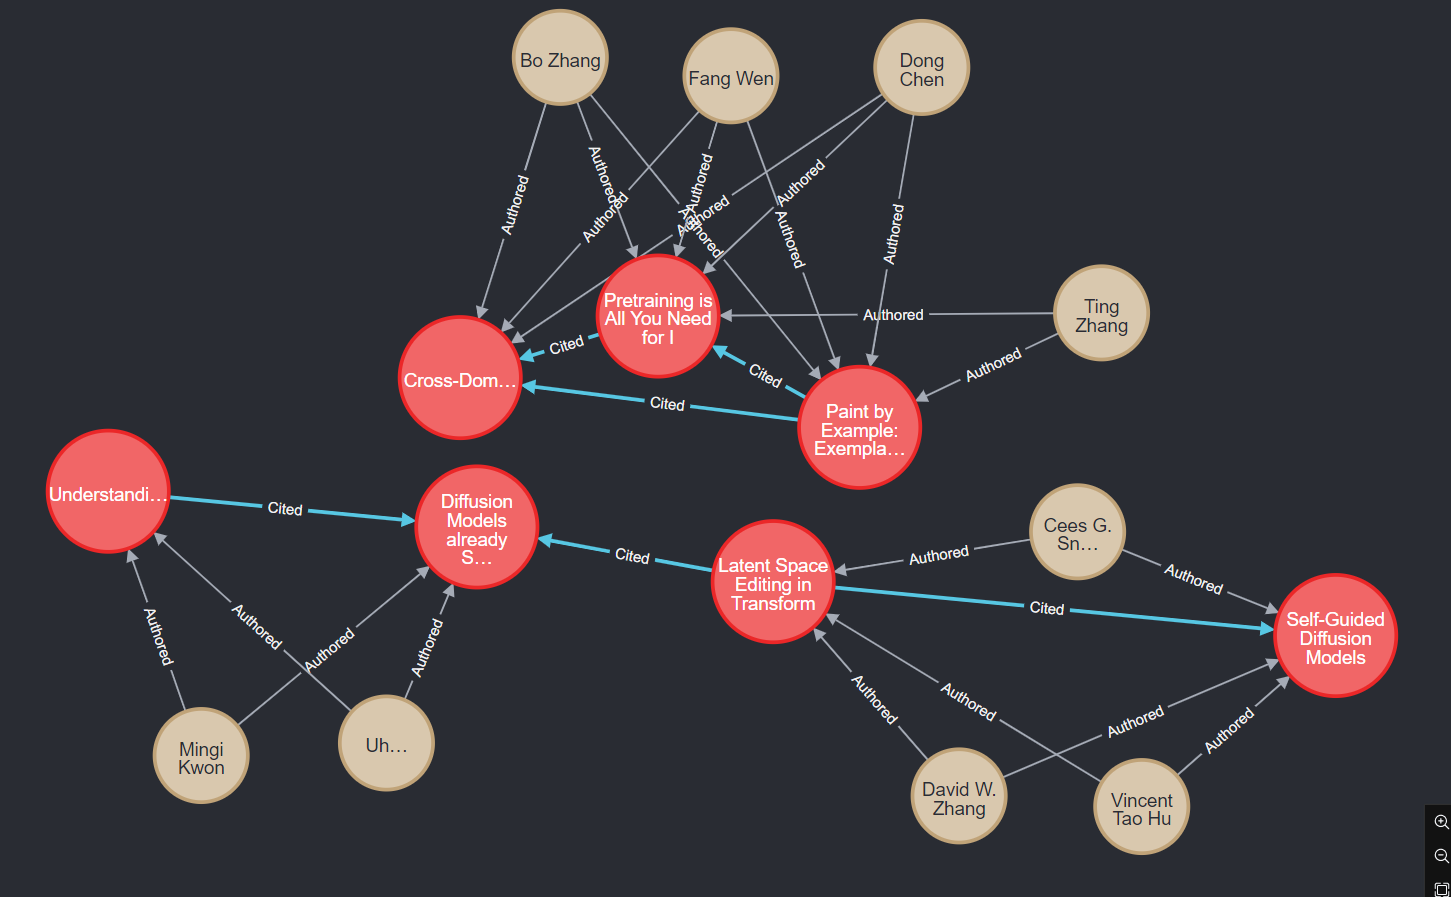 Bo Zhang
Fang Wen
Dong
Chen
Authored
Authored
Authored
Authored
Authored
Authored
Authored
Authored
Authored
Pretraining is
All You Need
for I
Authored
Ting
Zhang
Cited
Cited
Authored
Cross-Dom...
Cited
Paint by
Example:
Exempla...
Understandi...
Cited
Diffusion
Models
already
S...
Cited
Latent Space
Editing in
Transform
Authored
Cees G.
Sn...
Authored
Cited
Self-Guided
Diffusion
Models
Authored
Authored
Authored
Authored
Mingi
Kwon
Uh...
Authored
Authored
Authored
Authored
David W.
Zhang
Vincent
Tao Hu